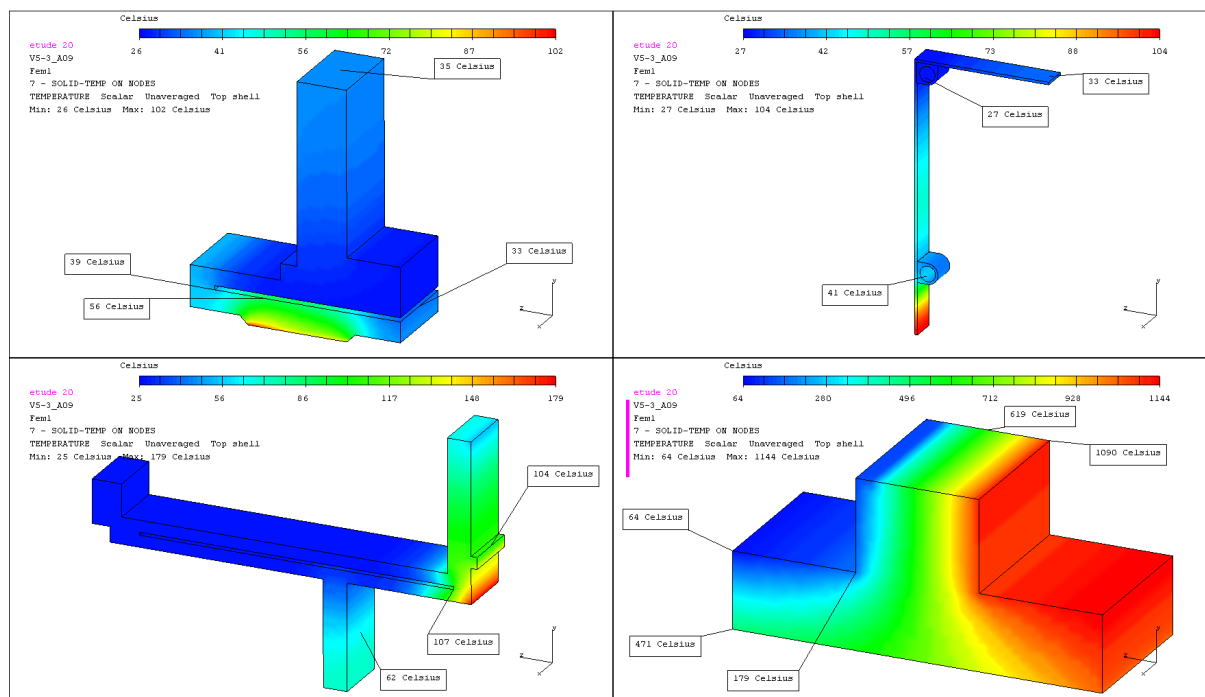 Celsius
26 41 57 72 87 102
etude 20
V5-3_A09
Fem1
7 - SOLID-TEMP ON NODES
TEMPERATURE Scalar Unaveraged Top shell
Min: 26 Celsius Max: 102 Celsius
35 Celsius
39 Celsius
33 Celsius
56 Celsius
y
z
x
Celsius
27 42 59 73 88 104
etude 20
V5-3_A09
Fem1
7 - SOLID-TEMP ON NODES
TEMPERATURE Scalar Unaveraged Top shell
Min: 27 Celsius Max: 104 Celsius
33 Celsius
27 Celsius
41 Celsius
y
z
x
Celsius
25 56 86 117 148 179
etude 20
V5-3_A09
Fem1
7 - SOLID-TEMP ON NODES
TEMPERATURE Scalar Unaveraged Top shell
Min: 25 Celsius Max: 179 Celsius
104 Celsius
107 Celsius
62 Celsius
y
z
x
Celsius
64 280 496 712 928 1144
etude 20
V5-3_A09
Fem1
7 - SOLID-TEMP ON NODES
TEMPERATURE Scalar Unaveraged Top shell
Min: 64 Celsius Max: 1144 Celsius
619 Celsius
1090 Celsius
64 Celsius
471 Celsius
179 Celsius
y
z
x